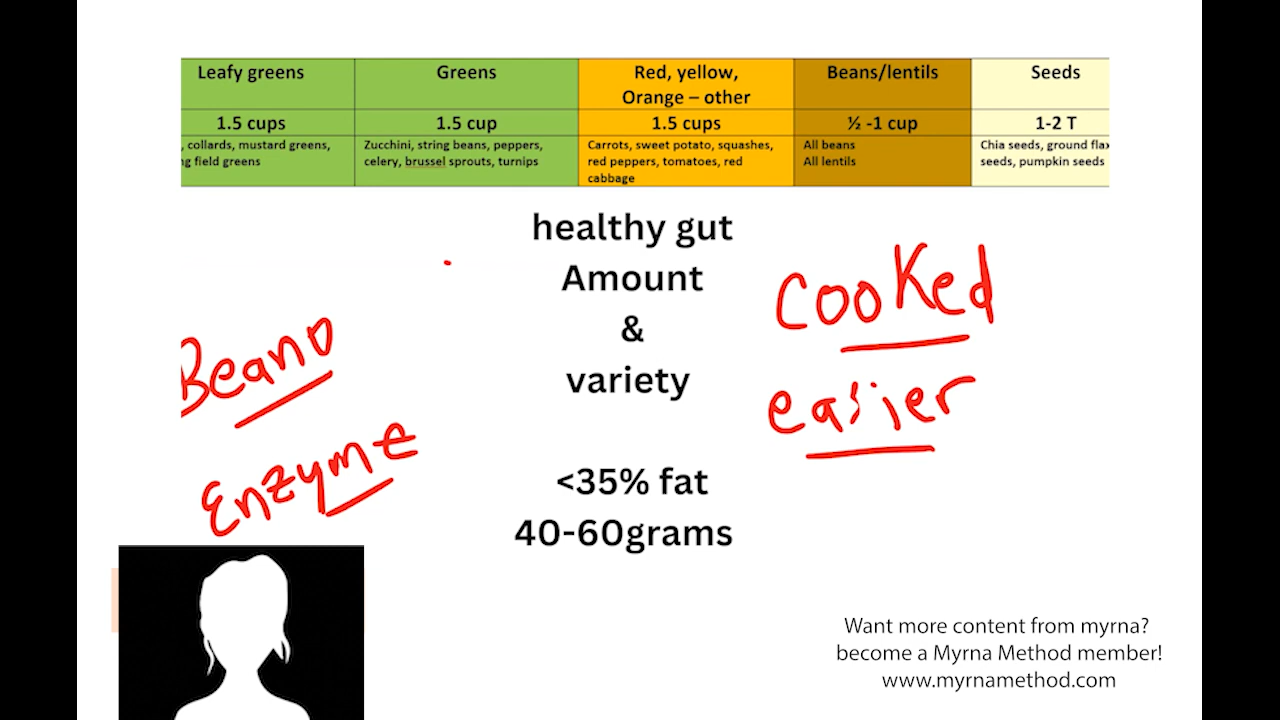 Leafy greens
Greens
Red, yellow,
Orange – other
Beans/lentils
Seeds
1.5 cups
1.5 cup
1.5 cups
½ -1 cup
1-2 T
, collards, mustard greens,
g field greens
Zucchini, string beans, peppers,
celery, brussel sprouts, turnips
Carrots, sweet potato, squashes,
red peppers, tomatoes, red
cabbage
All beans
All lentils
Chia seeds, ground flax
seeds, pumpkin seeds
healthy gut
Amount
&
variety
<35% fat
40-60grams
Beano
Enzyme
cooked
easier
Want more content from myrna?
become a Myrna Method member!
www.myrnamethod.com